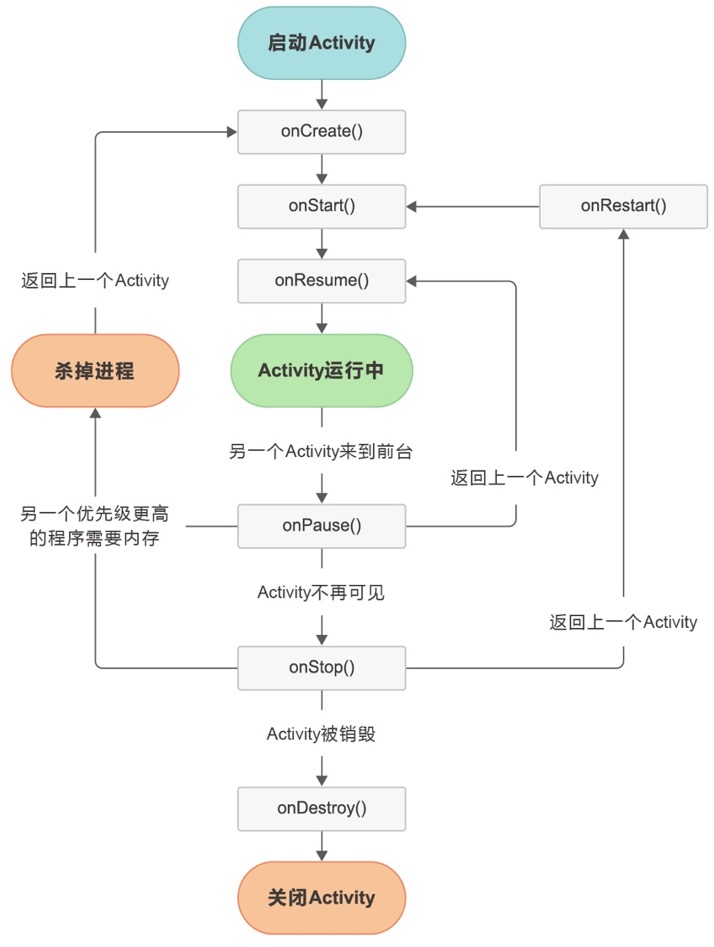 启动Activity
onCreate()
onStart()
onRestart()
返回上一个Activity
onResume()
杀掉进程
Activity运行中
另一个Activity来到前台
返回上一个Activity
另一个优先级更高
的程序需要内存
onPause()
Activity不再可见
返回上一个Activity
onStop()
Activity被销毁
onDestroy()
关闭Activity